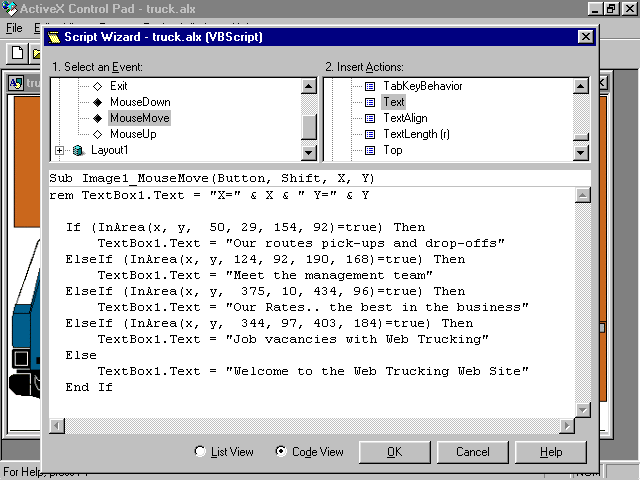 ActiveX Control Pad - truck.alx
File
Script Wizard - truck.alx (VBScript)
1. Select an Event:
2. Insert Actions:
Exit
MouseDown
MouseMove
MouseUp
Layout1
TabKeyBehavior
Text
TextAlign
TextLength (r)
Top
Sub Image1_MouseMove(Button, Shift, X, Y)
rem TextBox1.Text = "X=" & X & " Y=" & Y
If (InArea(x, y,  50, 29, 154, 92)=true) Then
TextBox1.Text = "Our routes pick-ups and drop-offs"
ElseIf (InArea(x, y, 124, 92, 190, 168)=true) Then
TextBox1.Text = "Meet the management team"
ElseIf (InArea(x, y,  375, 10, 434, 96)=true) Then
TextBox1.Text = "Our Rates.. the best in the business"
ElseIf (InArea(x, y,  344, 97, 403, 184)=true) Then
TextBox1.Text = "Job vacancies with Web Trucking"
Else
TextBox1.Text = "Welcome to the Web Trucking Web Site"
End If
List View
Code View
OK
Cancel
Help
For Help,